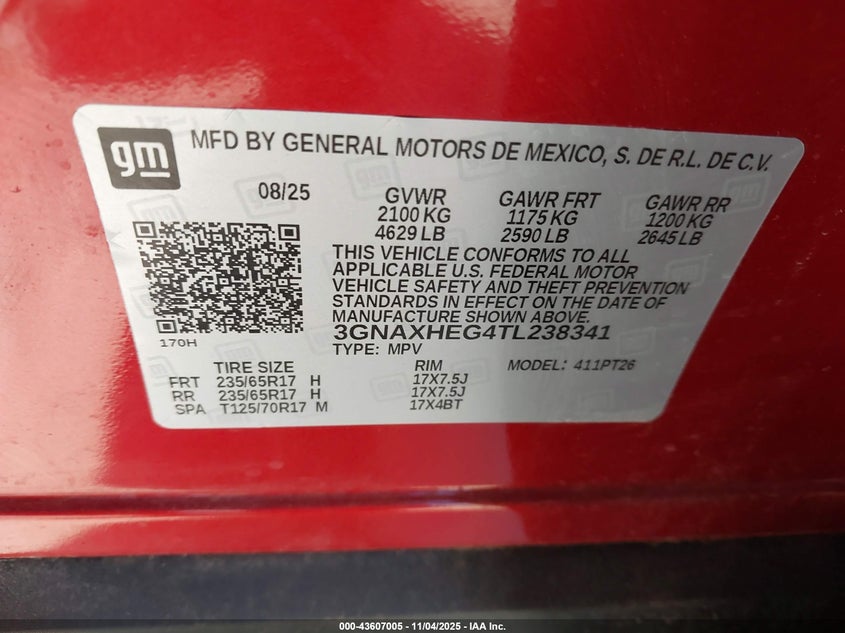 gm
MFD BY GENERAL MOTORS DE MEXICO, S. DE R.L. DE C.V.
08/25 GVWR GAWR FRT GAWR RR
2100 KG 1175 KG 1200 KG
4629 LB 2590 LB 2645 LB
THIS VEHICLE CONFORMS TO ALL
APPLICABLE U.S. FEDERAL MOTOR
VEHICLE SAFETY AND THEFT PREVENTION
STANDARDS IN EFFECT ON THE DATE OF
MANUFACTURE SHOWN ABOVE.
170H 3GNAXHEG4TL238341
TYPE: MPV
TIRE SIZE RIM MODEL: 411PT26
FRT 235/65R17 H 17X7.5J
RR 235/65R17 H 17X7.5J
SPA T125/70R17 M 17X4BT
000-43607005 - 11/04/2025 - IAA Inc.